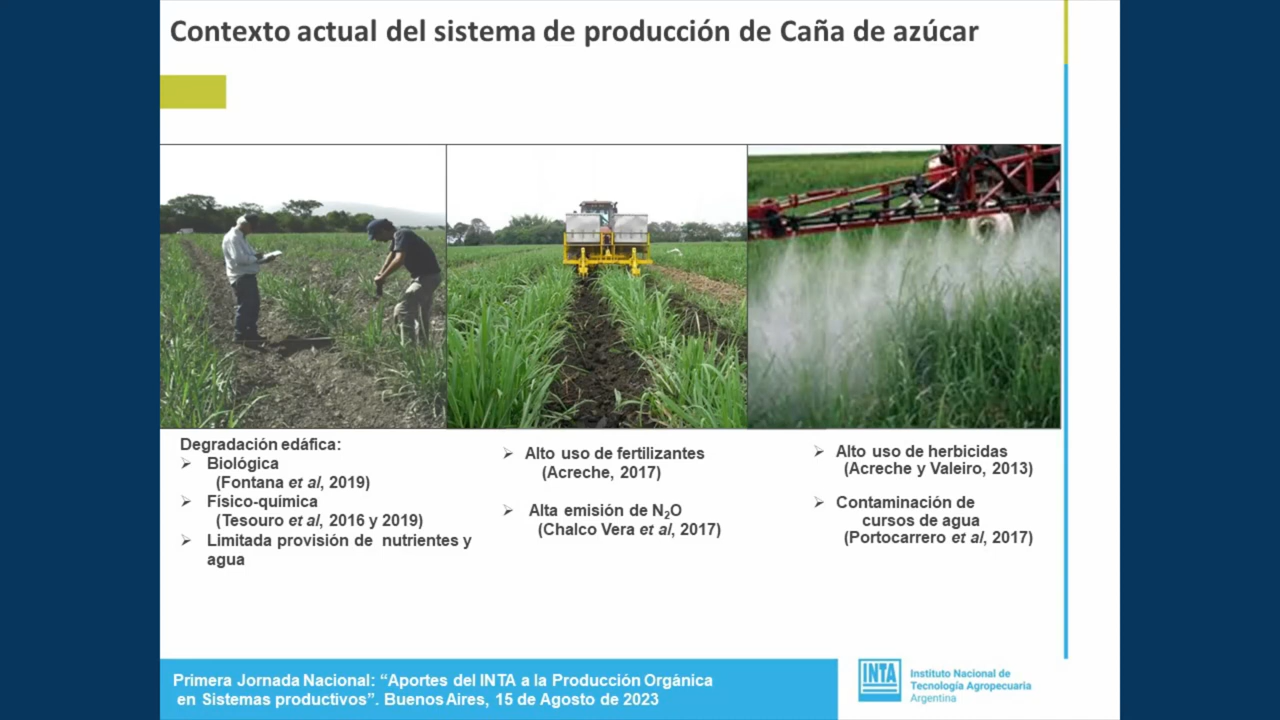 Contexto actual del sistema de producción de Caña de azúcar
Degradación edáfica:
➢ Biológica
(Fontana et al, 2019)
➢ Físico-química
(Tesouro et al, 2016 y 2019)
➢ Limitada provisión de nutrientes y
agua
➢ Alto uso de fertilizantes
(Acreche, 2017)
➢ Alta emisión de N₂O
(Chalco Vera et al, 2017)
➢ Alto uso de herbicidas
(Acreche y Valeiro, 2013)
➢ Contaminación de
cursos de agua
(Portocarrero et al, 2017)
Primera Jornada Nacional: “Aportes del INTA a la Producción Orgánica
en Sistemas productivos”. Buenos Aires, 15 de Agosto de 2023
INTA
Instituto Nacional de
Tecnología Agropecuaria
Argentina